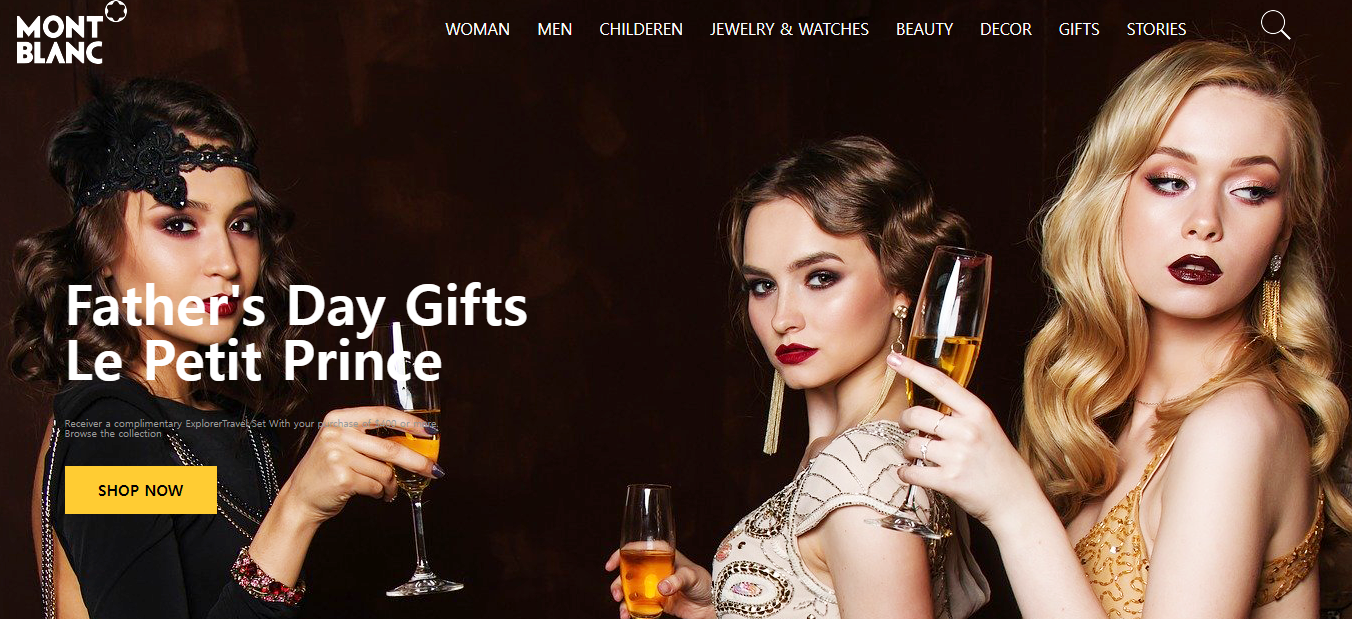 MONT
BLANC
WOMAN MEN CHILDEREN JEWELRY & WATCHES BEAUTY DECOR GIFTS STORIES
Father's Day Gifts
Le Petit Prince
Receiver a complimentary ExplorerTravel Set With your purchase of or more.
Browse the collection
SHOP NOW